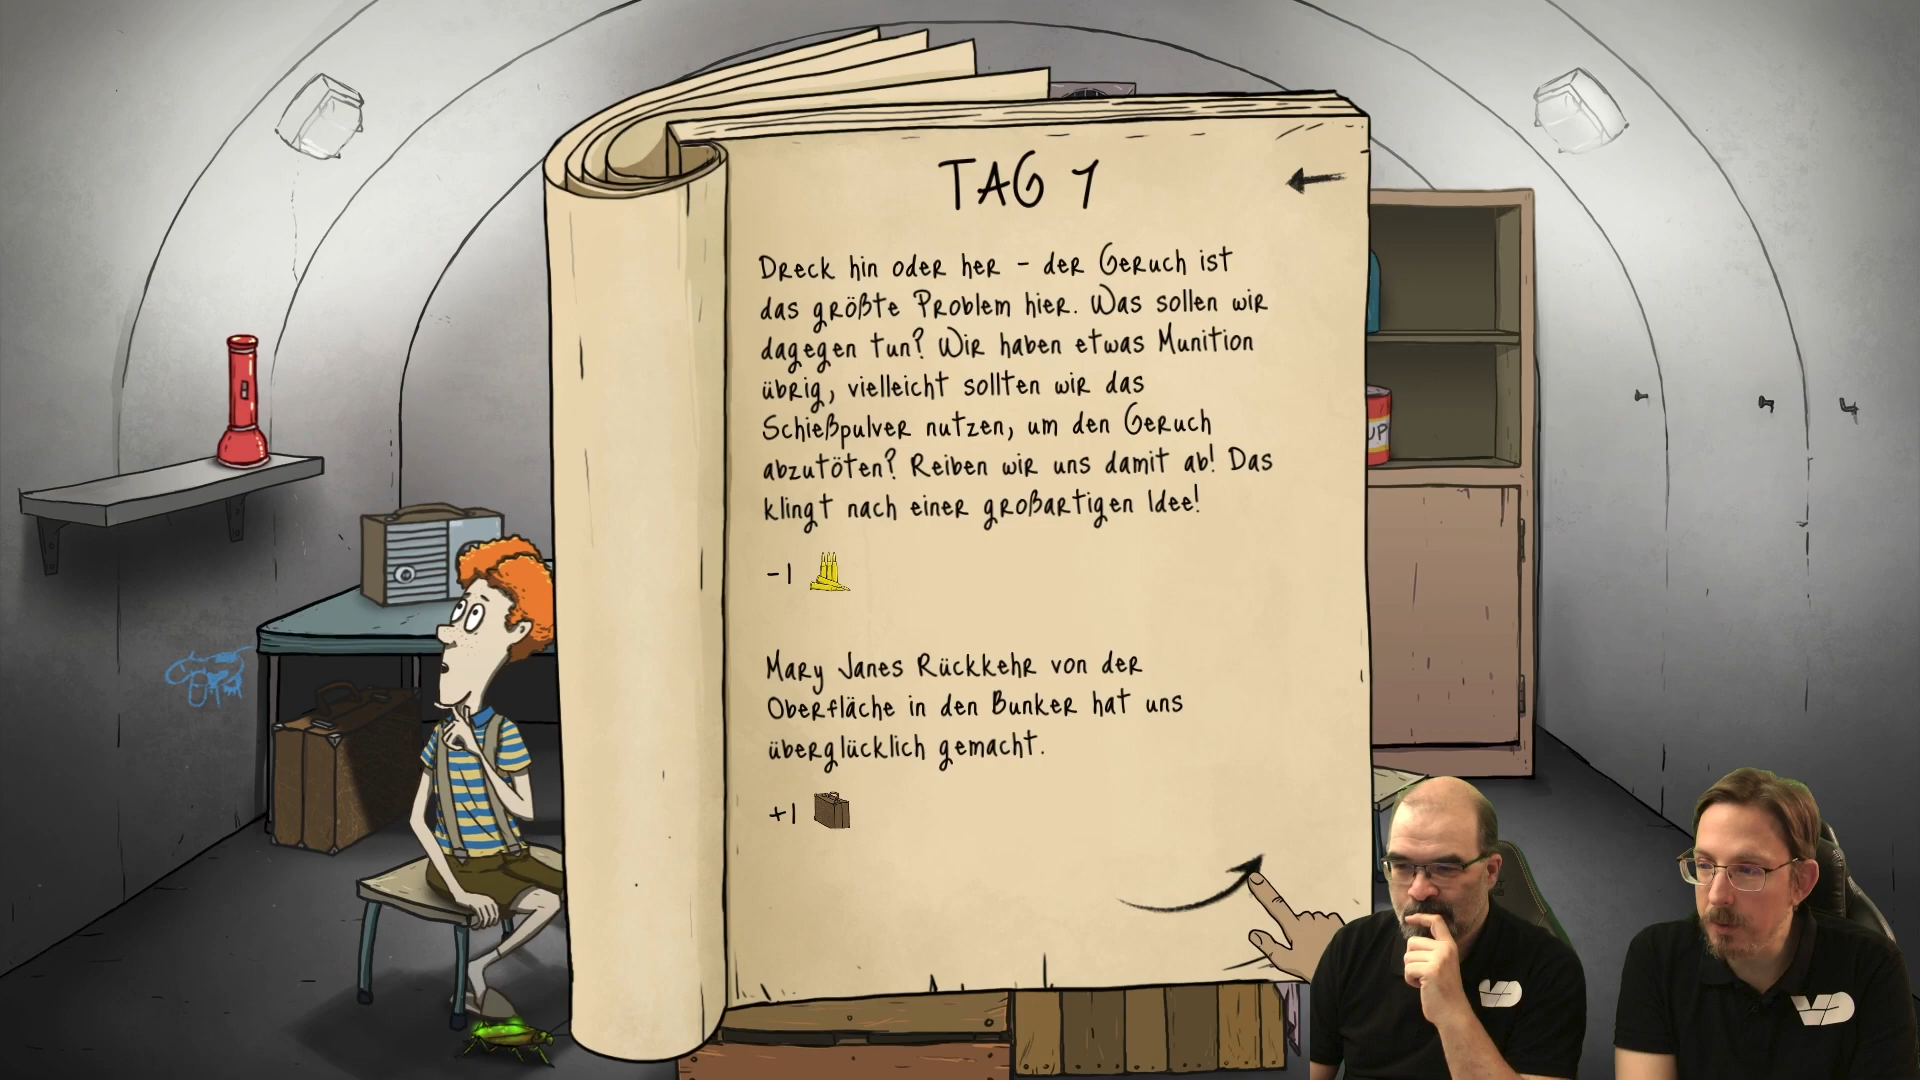 TAG 7
Dreck hin oder her - der Geruch ist
das größte Problem hier. Was sollen wir
dagegen tun? Wir haben etwas Munition
übrig, vielleicht sollten wir das
Schießpulver nutzen, um den Geruch
abzutöten? Reiben wir uns damit ab! Das
klingt nach einer großartigen Idee!
-1
Mary Janes Rückkehr von der
Oberfläche in den Bunker hat uns
überglücklich gemacht.
+1
UP